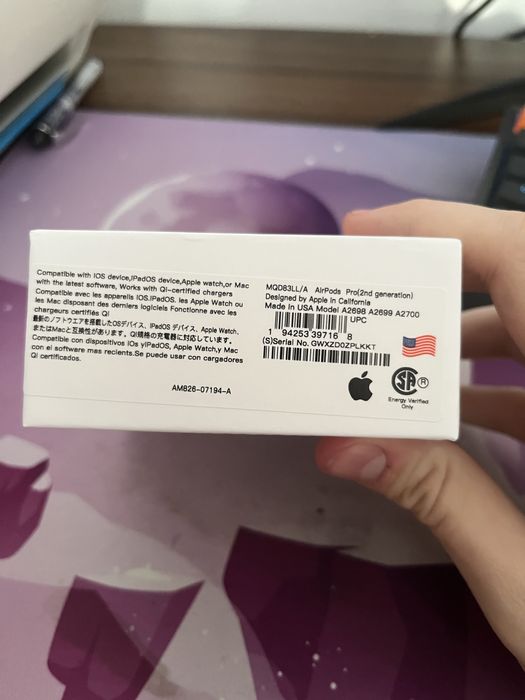 Compatible with IOS device,IPadOS device,Apple watch,or Mac
with the latest software, Works with Qi-certified chargers
Compatible avec les apparells IOS.IPadOS. les Apple Watch ou
les Mac disposant des derniers logiciels Fonctionne avec les
chargeurs certifés QI
最新のソフトウェアを搭載したOSデバイス、IPadOS デバイス、Apple Watch,
またはMacと互換性があります。QI規格の充電器に対応しています。
Compatible con dispositivos IOs yIPadOS, Apple Watch,y Mac
con ei software mas recients.Se puede usar con cargadores
QI certificados.
AM826-07194-A
MQD83LL/A AirPods Pro(2nd generation)
Designed by Apple in California
Made in USA Model A2698 A2699 A2700
UPC
1 94253 39716 8
(S)Serial No. GWXZD0ZPLKKT
SA
®
Energy Verified
Only